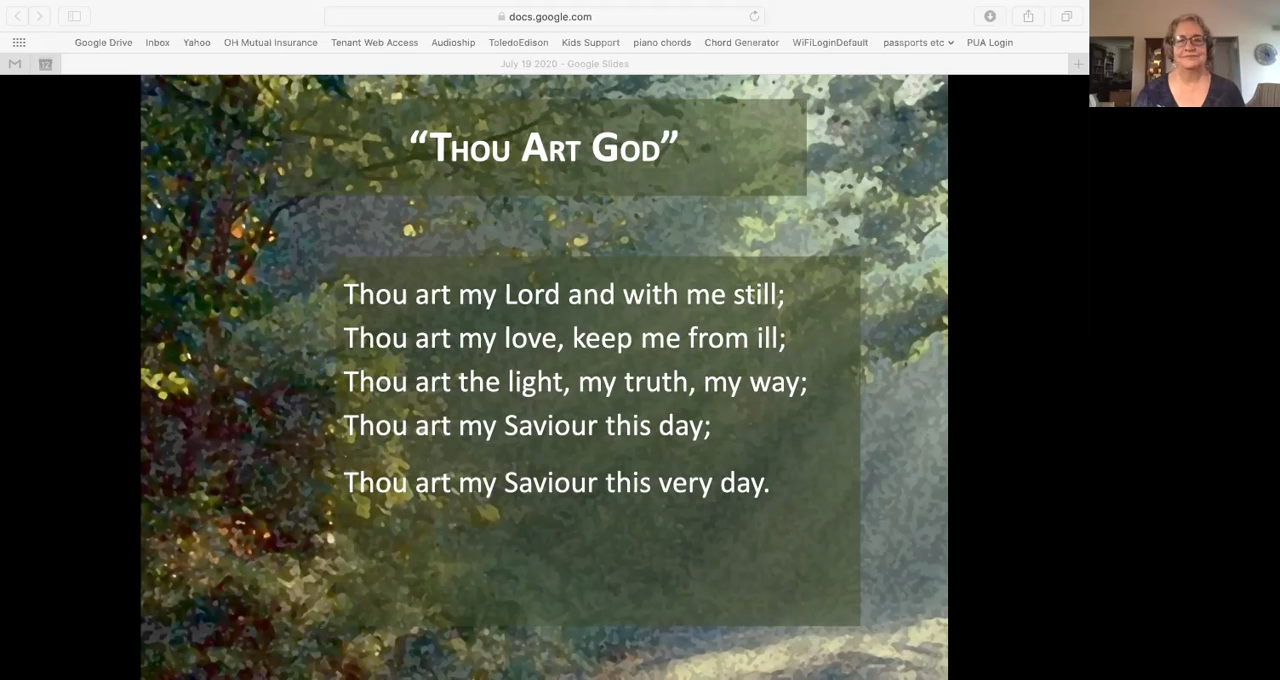 docs.google.com
Google Drive Inbox Yahoo OH Mutual Insurance Tenant Web Access Audioship VedoEdison Kids Support piano chords Chord Generator WiFiLoginDefault passports etc PUA Login
July 19 2020 - Google Slides
“THOU ART GOD”
Thou art my Lord and with me still;
Thou art my love, keep me from ill;
Thou art the light, my truth, my way;
Thou art my Saviour this day;
Thou art my Saviour this very day.